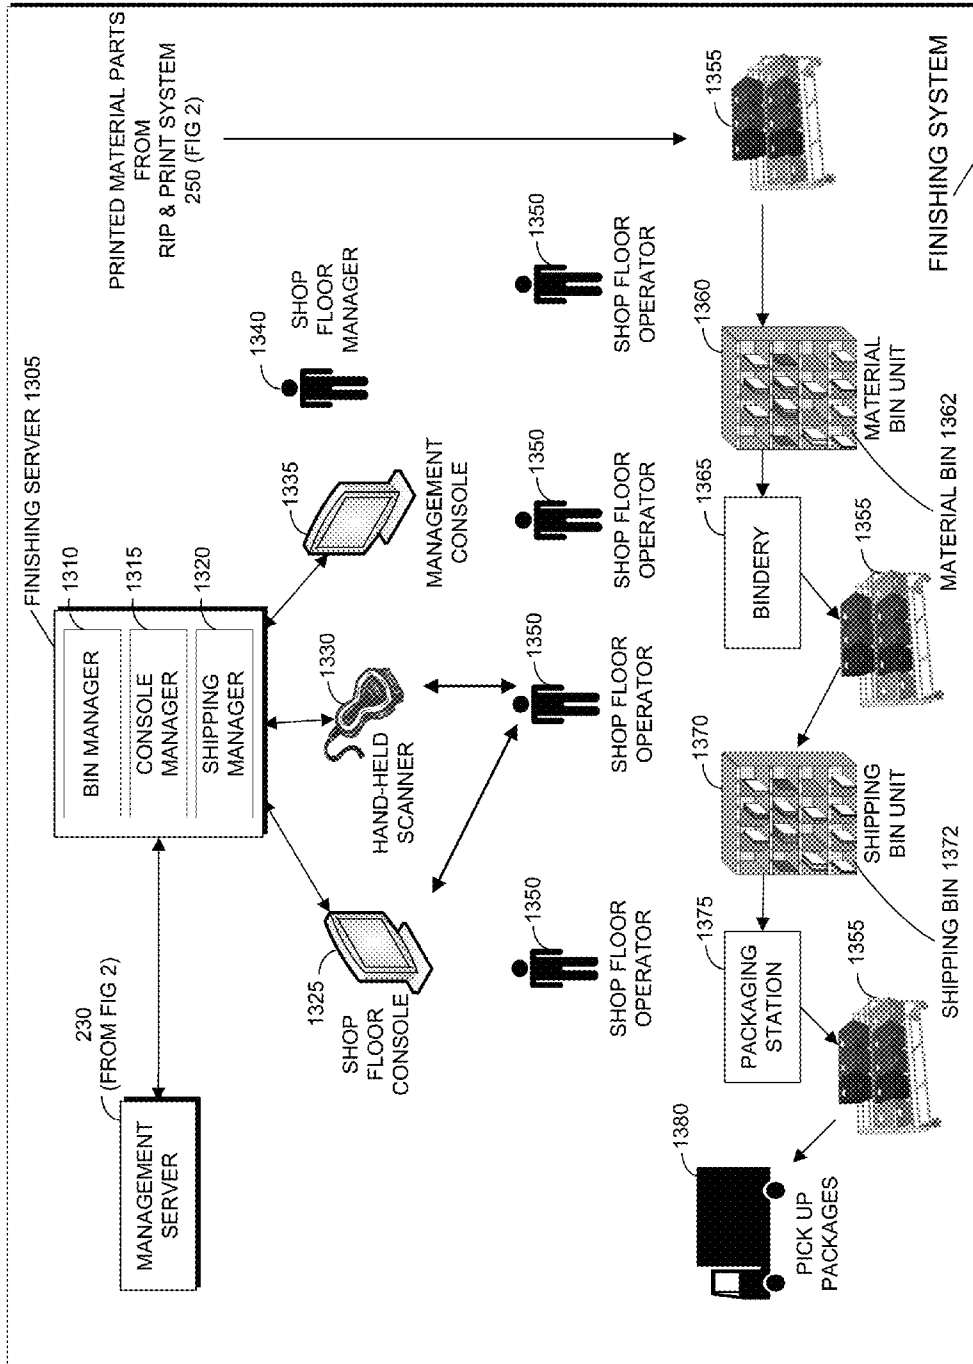 230
(FROM FIG 2)
MANAGEMENT
SERVER
FINISHING SERVER 1305
BIN MANAGER
1310
CONSOLE
MANAGER
1315
SHIPPING
MANAGER
1320
PRINTED MATERIAL PARTS
FROM
RIP & PRINT SYSTEM
250 (FIG 2)
1325
SHOP
FLOOR
CONSOLE
1330
HAND-HELD
SCANNER
1335
MANAGEMENT
CONSOLE
1340
SHOP
FLOOR
MANAGER
1350
SHOP FLOOR
OPERATOR
1350
SHOP FLOOR
OPERATOR
1350
SHOP FLOOR
OPERATOR
1350
SHOP FLOOR
OPERATOR
1380
PICK UP
PACKAGES
1375
PACKAGING
STATION
1355
1370
SHIPPING
BIN UNIT
SHIPPING BIN 1372
1365
BINDERY
1355
1360
MATERIAL
BIN UNIT
MATERIAL BIN 1362
1355
FINISHING SYSTEM